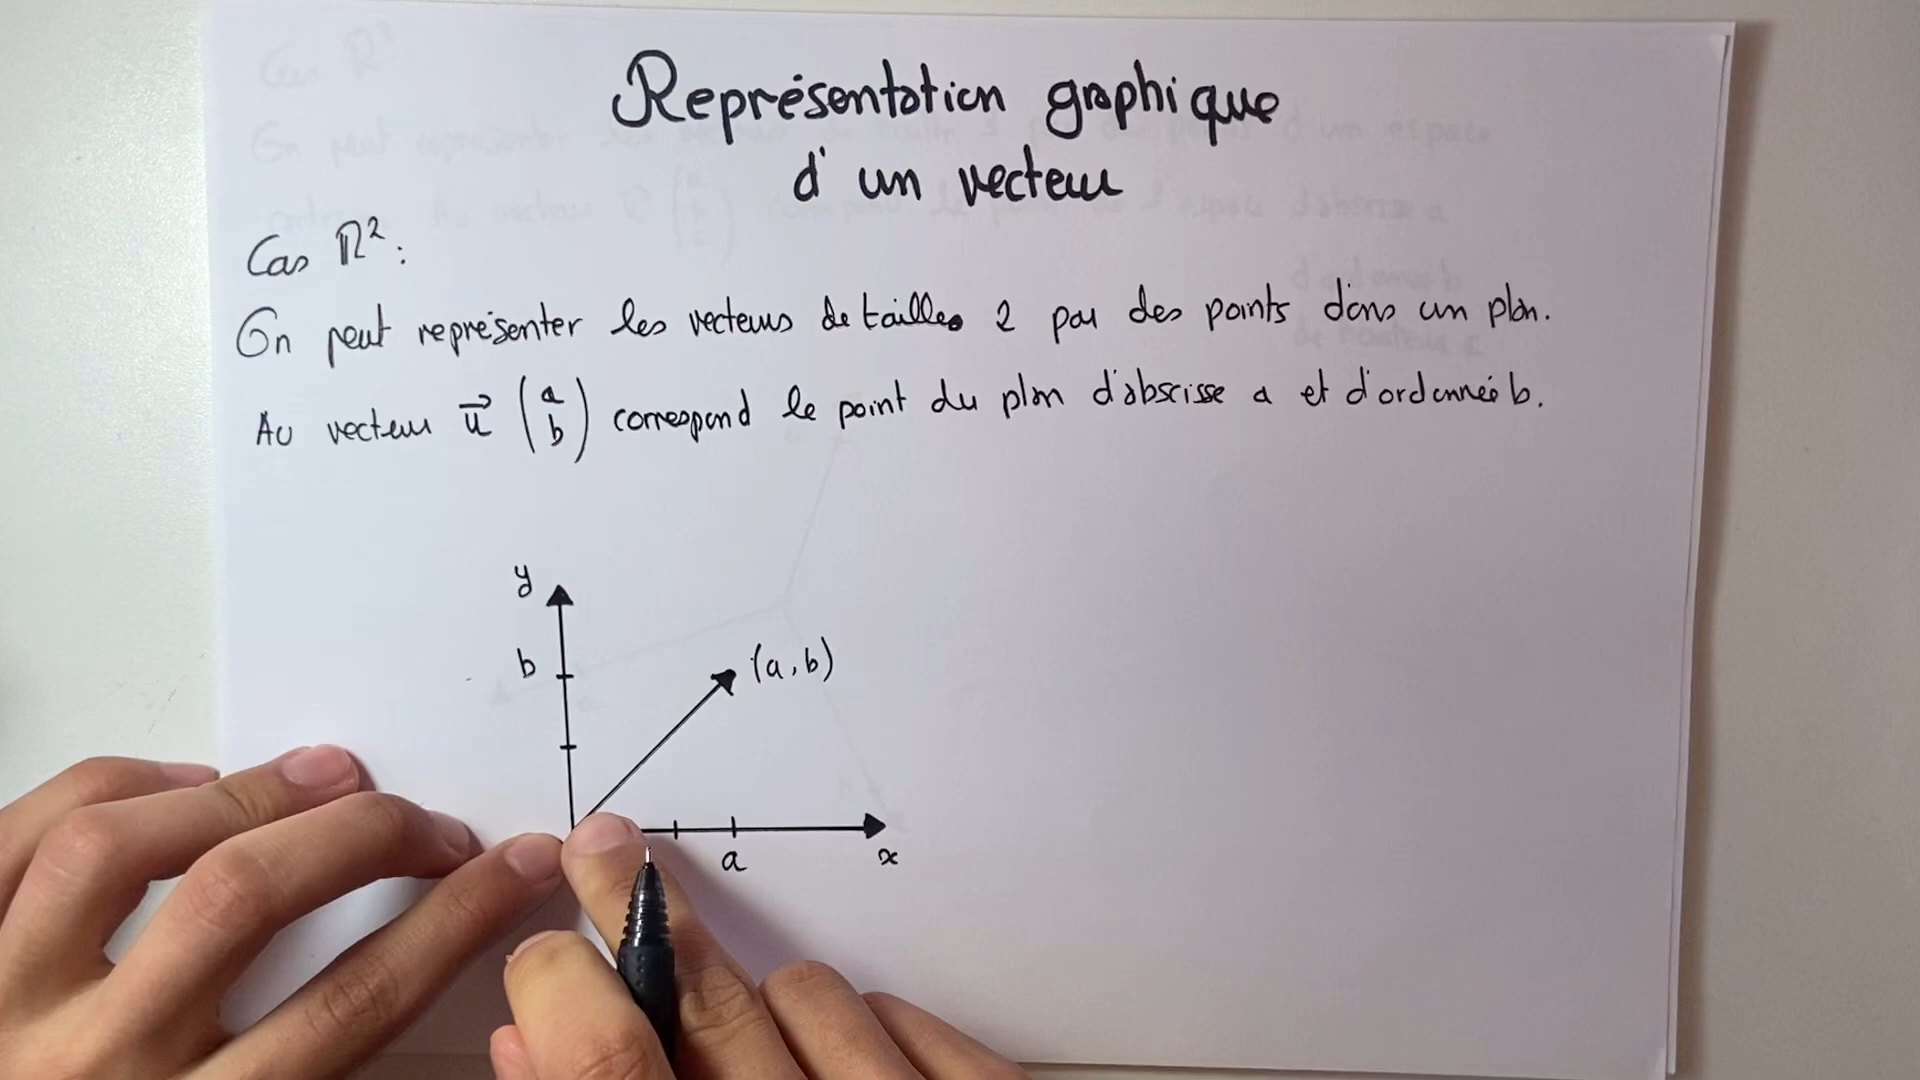 Représentation graphique
d'un vecteur
Cas ℝ²:
On peut représenter les vecteurs de tailles 2 par des points dans un plan.
Au vecteur u⃗ (a b) correspond le point du plan d'abscisse a et d'ordonnée b.
y
b
(a,b)
a
x